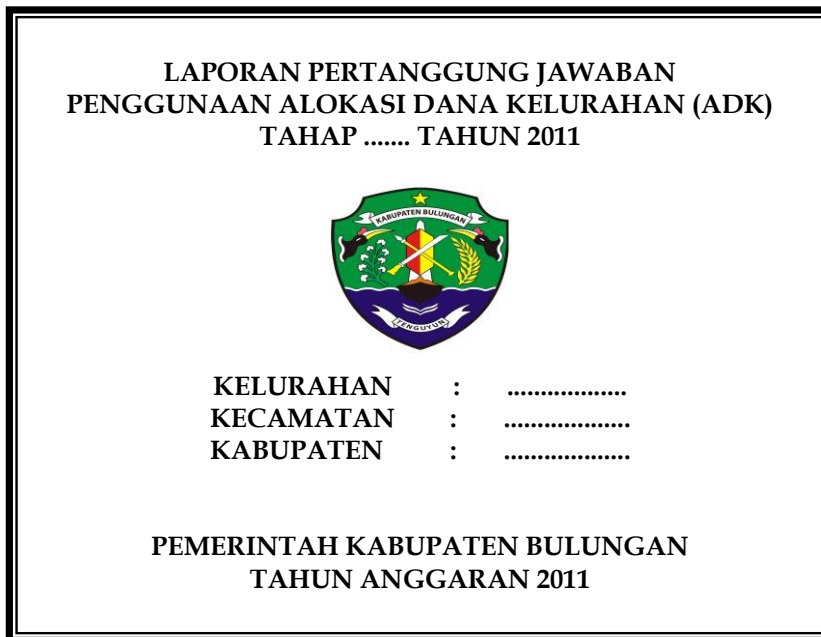 LAPORAN PERTANGGUNG JAWABAN
PENGGUNAAN ALOKASI DANA KELURAHAN (ADK)
TAHAP ....... TAHUN 2011
KABUPATEN BULUNGAN
TENGUYUN
KELURAHAN : ..................
KECAMATAN : ...................
KABUPATEN : ...................
PEMERINTAH KABUPATEN BULUNGAN
TAHUN ANGGARAN 2011